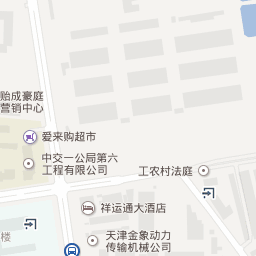 贻成豪庭
营销中心
爱来购超市
中交一公局第六
工程有限公司
工农村法庭
祥运通大酒店
楼
天津金象动力
传输机械公司